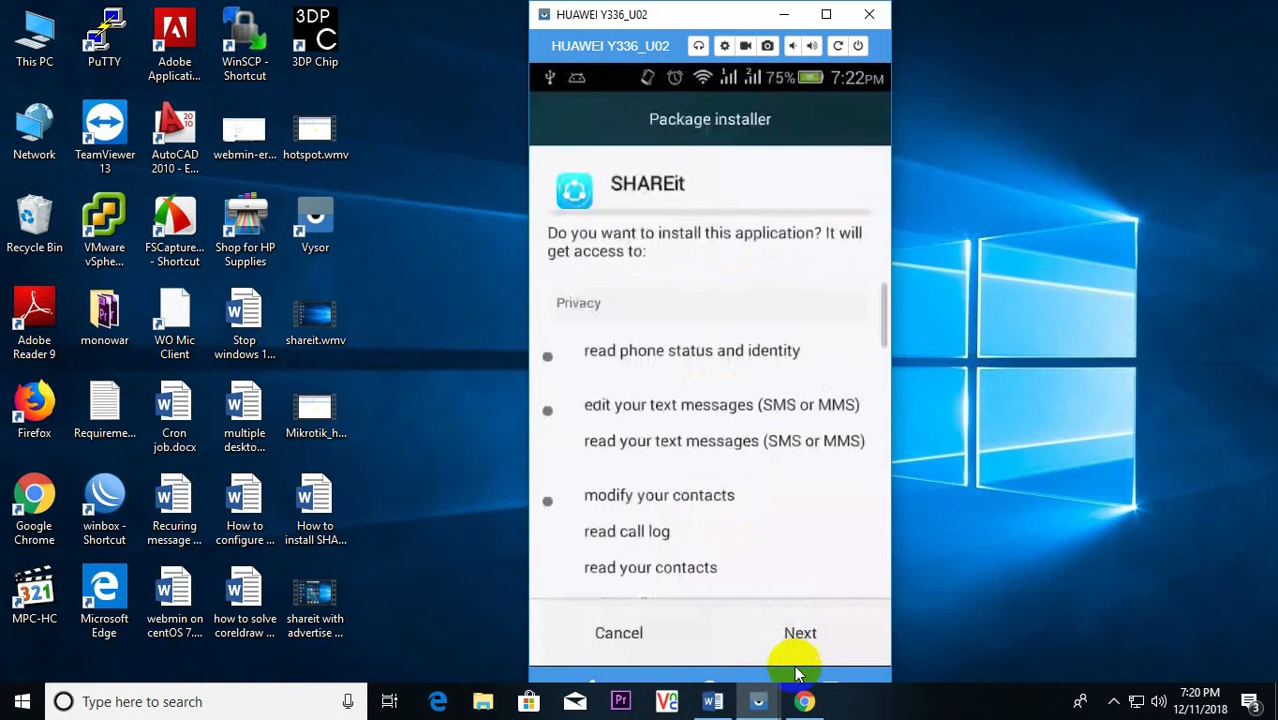 HUAWEI Y336_U02
HUAWEI Y336_U02
75% 7:22PM
Package installer
SHAREit
Do you want to install this application? It will
get access to:
Privacy
read phone status and identity
edit your text messages (SMS or MMS)
read your text messages (SMS or MMS)
modify your contacts
read call log
read your contacts
Cancel
Next
This PC
PuTTY
Adobe
Applicati...
WinSCP -
Shortcut
3DP
C
3DP Chip
Network
TeamViewer
13
AutoCAD
2010 - E...
webmin-er...
hotspot.wmv
Recycle Bin
VMware
vSphe...
FSCapture...
- Shortcut
Shop for HP
Supplies
Vysor
Adobe
Reader 9
monowar
WO Mic
Client
Stop
windows 1...
shareit.wmv
Firefox
Requireme...
Cron
job.docx
multiple
deskto...
Mikrotik_h...
Google
Chrome
winbox -
Shortcut
Recuring
message ...
How to
configure ...
How to
install SHA...
321
MPC-HC
Microsoft
Edge
webmin on
centOS 7....
how to solve
coreldraw ...
shareit with
advertise ...
Type here to search
Pr
7:20 PM
12/11/2018
3